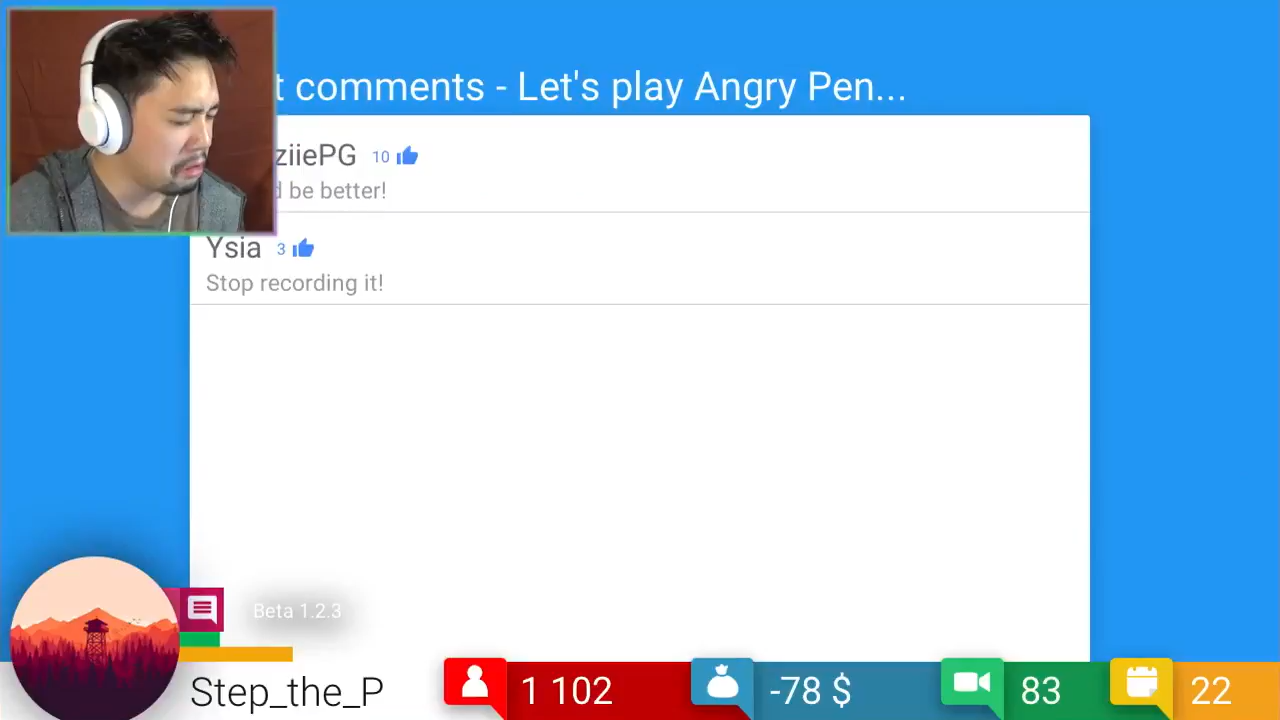 comments - Let's play Angry Pen...
ziiePG 10
be better!
Ysia 3
Stop recording it!
Beta 1.2.3
Step_the_P
1 102
-78 $
83
22